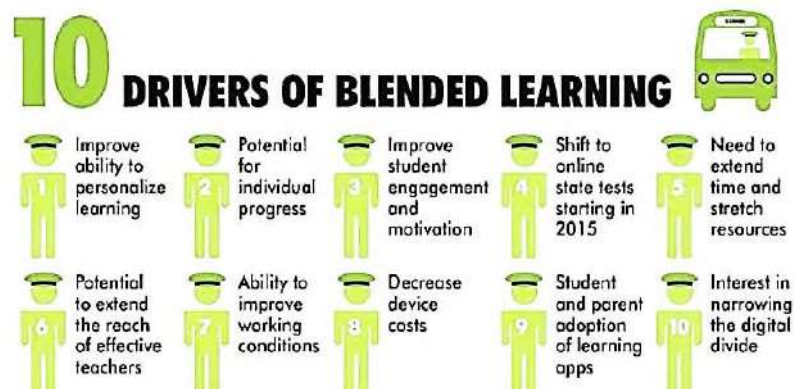 10 DRIVERS OF BLENDED LEARNING
1
Improve
ability to
personalize
learning
2
Potential
for
individual
progress
3
Improve
student
engagement
and
motivation
4
Shift to
online
state tests
starting in
2015
5
Need to
extend
time and
stretch
resources
6
Potential
to extend
the reach
of effective
teachers
7
Ability to
improve
working
conditions
8
Decrease
device
costs
9
Student
and parent
adoption
of learning
apps
10
Interest in
narrowing
the digital
divide